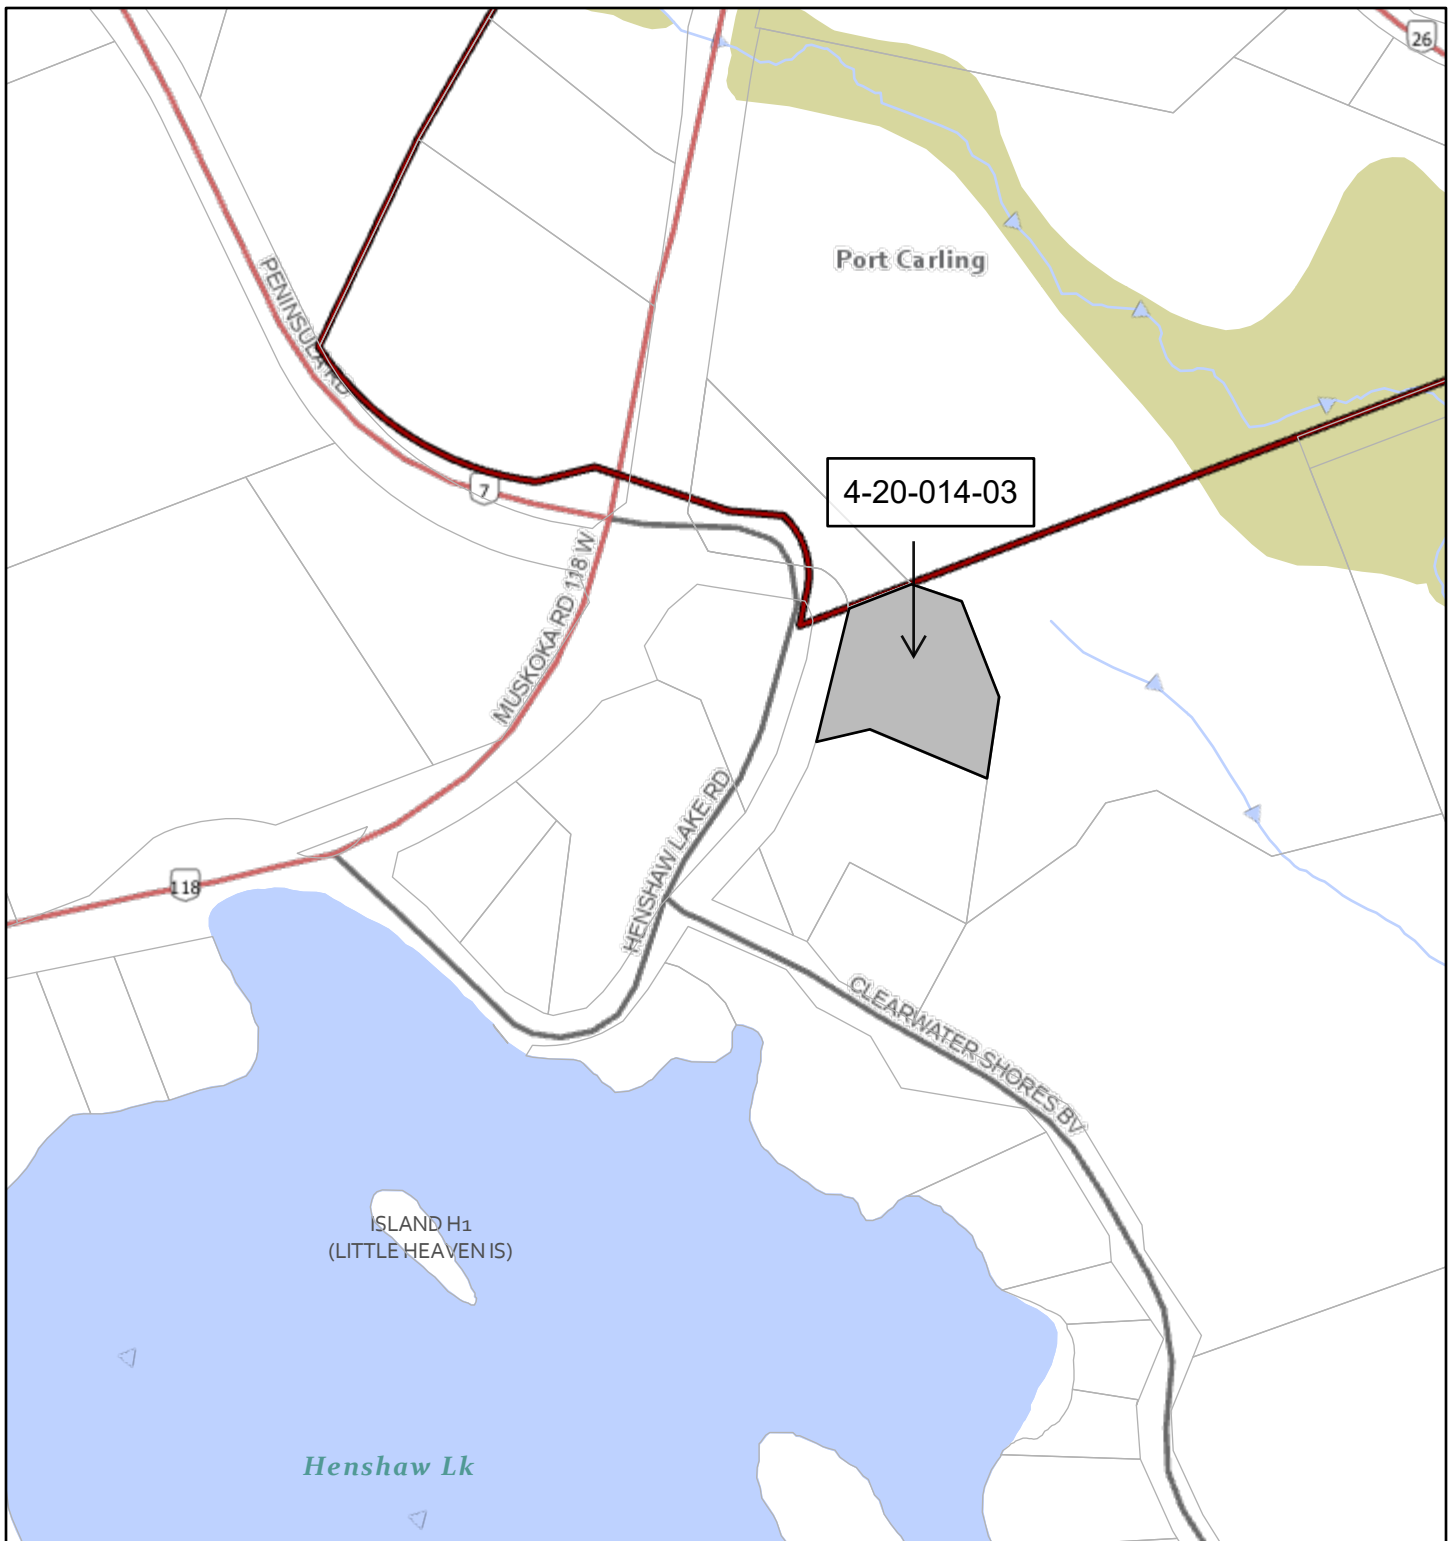 26
Port Carling
PENINSULA RD
7
4-20-014-03
MUSKOKA RD 118 W
HENSHAW LAKE RD
118
CLEARWATER SHORES BV
ISLAND H1
(LITTLE HEAVEN IS)
Henshaw Lk